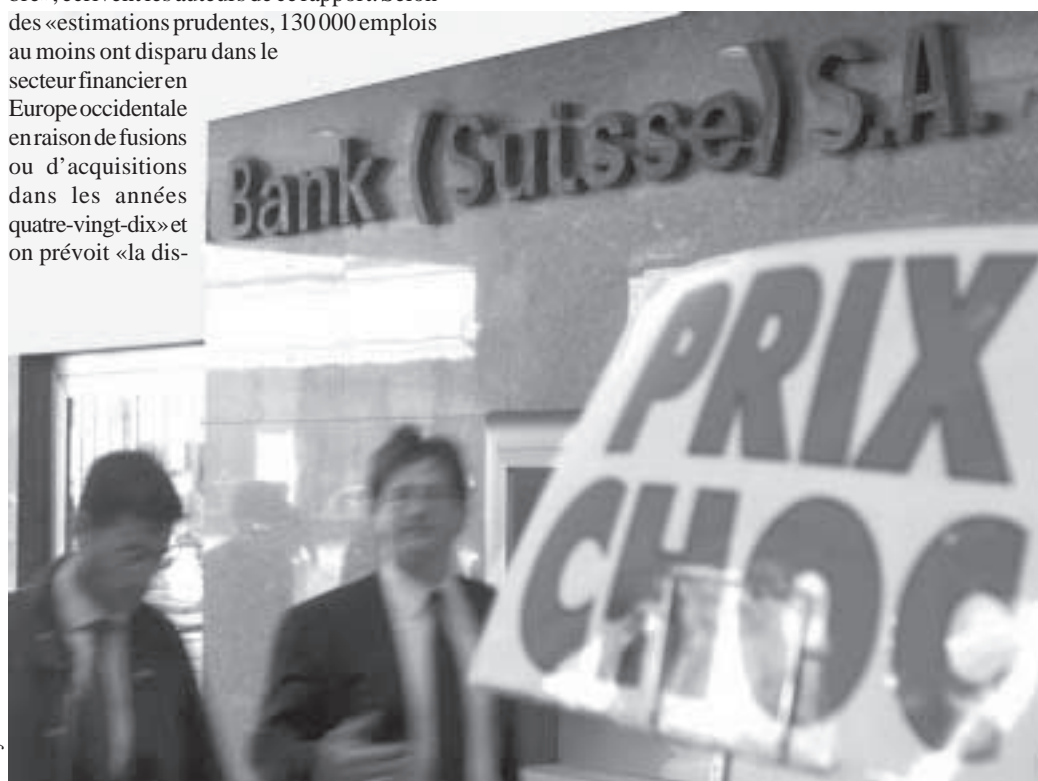 des «estimations prudentes, 130 000 emplois
au moins ont disparu dans le
secteur financier en
Europe occidentale
en raison de fusions
ou d'acquisitions
dans les années
quatre-vingt-dix» et
on prévoit «la dis-
Bank (Suisse) S.A.
PRIX
CHOC